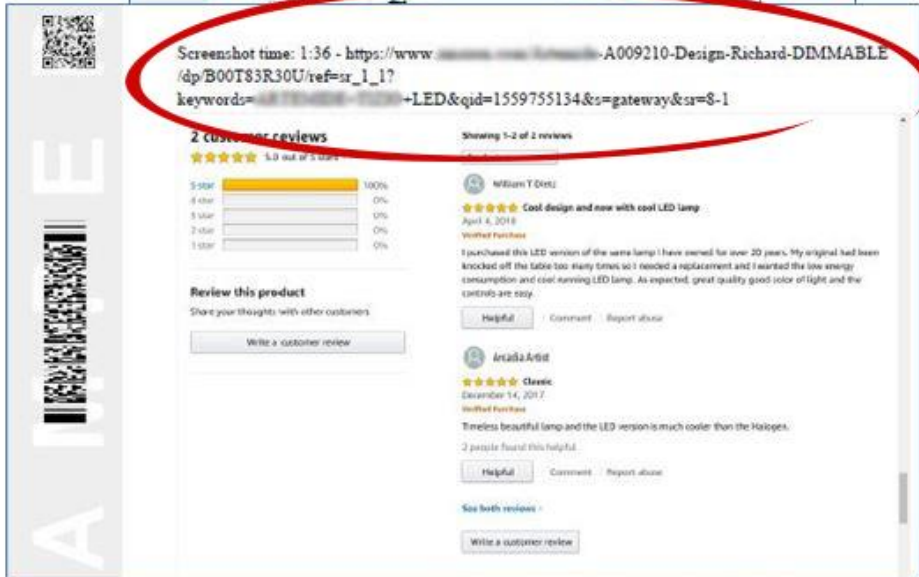 Screenshot time: 1:36 - https://www. -A009210-Design-Richard-DIMMABLE
/dp/B00T83R30U/ref=sr_1_1?
keywords= +LED&qid=1559755134&s=gateway&sr=8-1
2 customer reviews
5.0 out of 5 stars
5 star 100%
4 star 0%
3 star 0%
2 star 0%
1 star 0%
Review this product
Share your thoughts with other customers
Write a customer review
Showing 1-2 of 2 reviews
William T Dietz
Cool design and now with cool LED lamp
April 4, 2018
Verified Purchase
I purchased this LED version of the same lamp I have owned for over 20 years. My original had been
knocked off the table too many times so I needed a replacement and I wanted the low energy
consumption and cool running LED lamp. As expected, great quality good color of light and the
controls are easy.
Helpful Comment Report abuse
Arcadia Artist
Classic
December 14, 2017
Verified Purchase
Timeless beautiful lamp and the LED version is much cooler than the Halogen.
2 people found this helpful
Helpful Comment Report abuse
See both reviews ›
Write a customer review